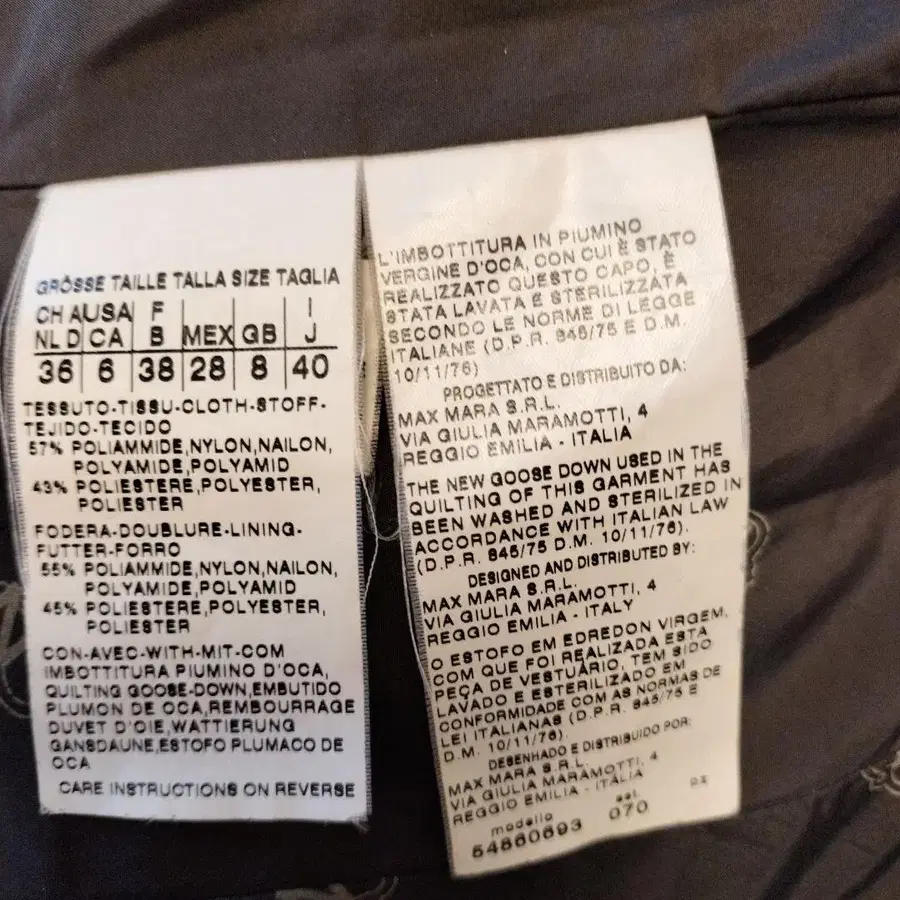 GRÖSSE TAILLE TALLA SIZE TAGLIA
CH A USA F I
NL D CA B MEX GB J
36 6 38 28 8 40
TESSUTO-TISSU-CLOTH-STOFF-
TEJIDO-TECIDO
57% POLIAMMIDE,NYLON,NAILON,
POLYAMIDE,POLYAMID
43% POLIESTERE,POLYESTER,
POLIESTER
FODERA-DOUBLURE-LINING-
FUTTER-FORRO
55% POLIAMMIDE,NYLON,NAILON,
POLYAMIDE,POLYAMID
45% POLIESTERE,POLYESTER,
POLIESTER
CON-AVEC-WITH-MIT-COM
IMBOTTITURA PIUMINO D'OCA,
QUILTING GOOSE-DOWN,EMBUTIDO
PLUMON DE OCA,REMBOURRAGE
DUVET D'OIE,WATTIERUNG
GANSDAUNE,ESTOFO PLUMACO DE
OCA
CARE INSTRUCTIONS ON REVERSE
L'IMBOTTITURA IN PIUMINO
VERGINE D'OCA, CON CUI È STATO
REALIZZATO QUESTO CAPO, È
STATA LAVATA E STERILIZZATA
SECONDO LE NORME DI LEGGE
ITALIANE (D.P.R. 845/75 E D.M.
10/11/76)
PROGETTATO E DISTRIBUITO DA:
MAX MARA S.R.L.
VIA GIULIA MARAMOTTI, 4
REGGIO EMILIA - ITALIA
THE NEW GOOSE DOWN USED IN THE
QUILTING OF THIS GARMENT HAS
BEEN WASHED AND STERILIZED IN
ACCORDANCE WITH ITALIAN LAW
(D.P.R. 845/75 D.M. 10/11/76).
DESIGNED AND DISTRIBUTED BY:
MAX MARA S.R.L.
VIA GIULIA MARAMOTTI, 4
REGGIO EMILIA - ITALY
O ESTOFO EM EDREDON VIRGEM,
COM QUE FOI REALIZADA ESTA
PEÇA DE VESTUÁRIO, TEM SIDO
LAVADO E ESTERILIZADO EM
CONFORMIDADE COM AS NORMAS DE
LEI ITALIANAS (D.P.R. 845/75 E
D.M. 10/11/76).
DESENHADO E DISTRIBUIDO POR:
MAX MARA S.R.L.
VIA GIULIA MARAMOTTI, 4
REGGIO EMILIA - ITALIA
modello
54860693 070